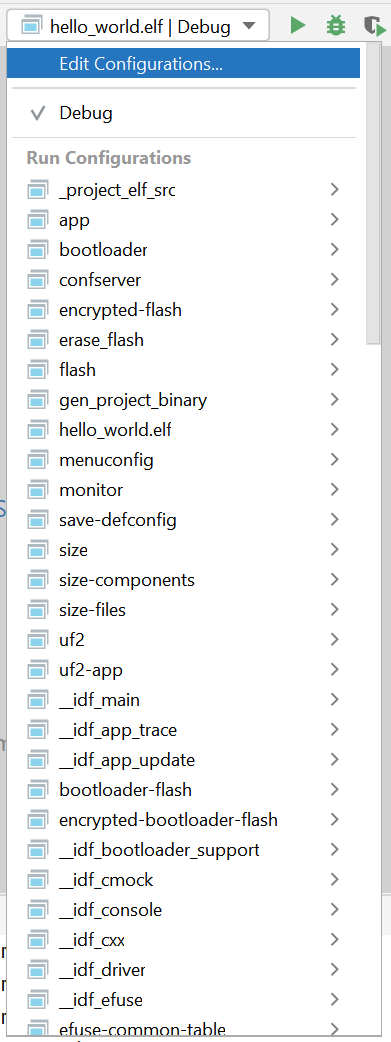 hello_world.elf | Debug
Edit Configurations...
Debug
Run Configurations
_project_elf_src
app
bootloader
confserver
encrypted-flash
erase_flash
flash
gen_project_binary
hello_world.elf
menuconfig
monitor
save-defconfig
size
size-components
size-files
uf2
uf2-app
__idf_main
__idf_app_trace
__idf_app_update
bootloader-flash
encrypted-bootloader-flash
__idf_bootloader_support
__idf_cmock
__idf_console
__idf_cxx
__idf_driver
__idf_efuse
efuse-common-table